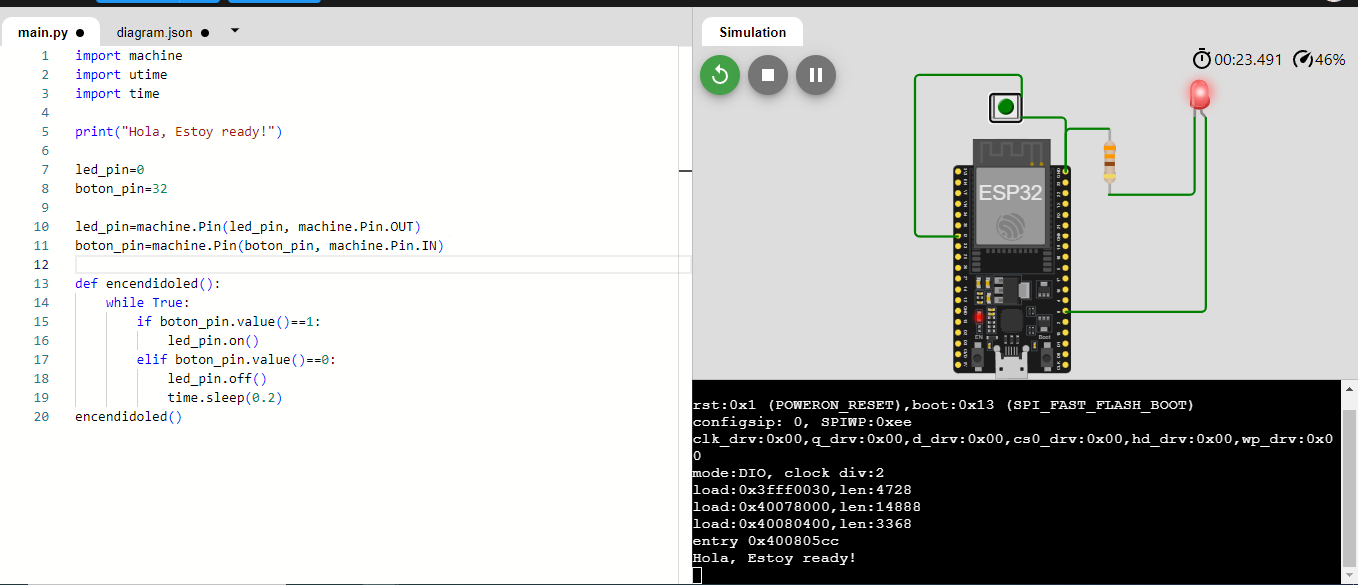 main.py ●
diagram.json ●
1 import machine
2 import utime
3 import time
4
5 print("Hola, Estoy ready!")
6
7 led_pin=0
8 boton_pin=32
9
10 led_pin=machine.Pin(led_pin, machine.Pin.OUT)
11 boton_pin=machine.Pin(boton_pin, machine.Pin.IN)
12
13 def encendidoled():
14     while True:
15         if boton_pin.value()==1:
16             led_pin.on()
17         elif boton_pin.value()==0:
18             led_pin.off()
19             time.sleep(0.2)
20 encendidoled()
Simulation
00:23.491 46%
ESP32
EN
Boot
rst:0x1 (POWERON_RESET),boot:0x13 (SPI_FAST_FLASH_BOOT)
configsip: 0, SPIWP:0xee
clk_drv:0x00,q_drv:0x00,d_drv:0x00,cs0_drv:0x00,hd_drv:0x00,wp_drv:0x0
0
mode:DIO, clock div:2
load:0x3fff0030,len:4728
load:0x40078000,len:14888
load:0x40080400,len:3368
entry 0x400805cc
Hola, Estoy ready!